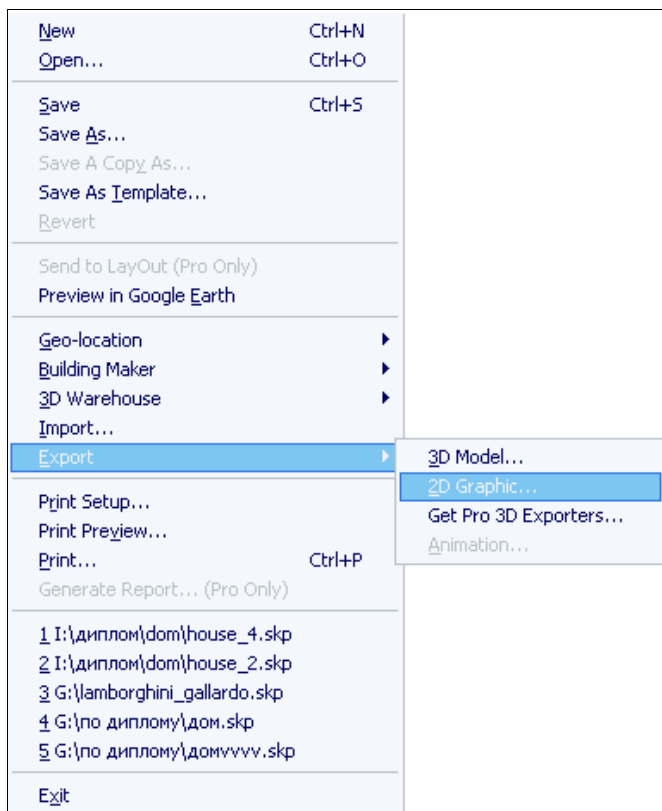 New Ctrl+N
Open... Ctrl+O
Save Ctrl+S
Save As...
Save A Copy As...
Save As Template...
Revert
Send to LayOut (Pro Only)
Preview in Google Earth
Geo-location
Building Maker
3D Warehouse
Import...
Export
3D Model...
2D Graphic...
Get Pro 3D Exporters...
Animation...
Print Setup...
Print Preview...
Print... Ctrl+P
Generate Report... (Pro Only)
1 I:\диплом\dom\house_4.skp
2 I:\диплом\dom\house_2.skp
3 G:\lamborghini_gallardo.skp
4 G:\по диплому\дом.skp
5 G:\по диплому\домvvvv.skp
Exit